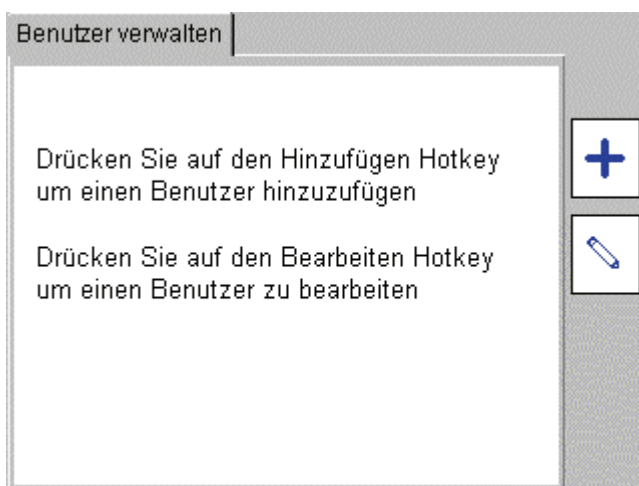 Benutzer verwalten
Drücken Sie auf den Hinzufügen Hotkey
um einen Benutzer hinzuzufügen
Drücken Sie auf den Bearbeiten Hotkey
um einen Benutzer zu bearbeiten